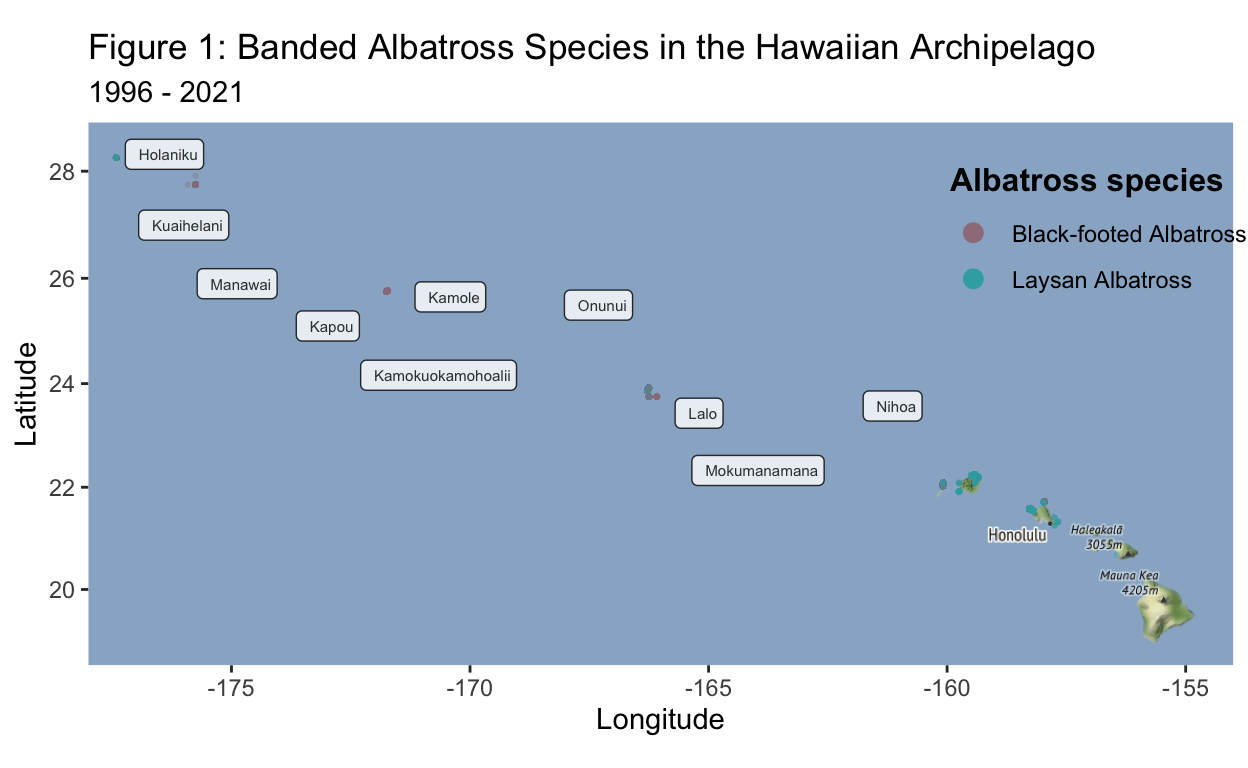 Figure 1: Banded Albatross Species in the Hawaiian Archipelago
1996 - 2021
Holaniku
Albatross species
28
Kuaihelani
Black-footed Albatross
26
Manawai
Kamole
Onunui
Laysan Albatross
Kapou
24
Kamokuokamohoalii
Lalo
Nihoa
Latitude
22
Mokumanamana
Honolulu
Haleakalā
3055m
20
Mauna Kea
4205m
-175
-170
-165
-160
-155
Longitude